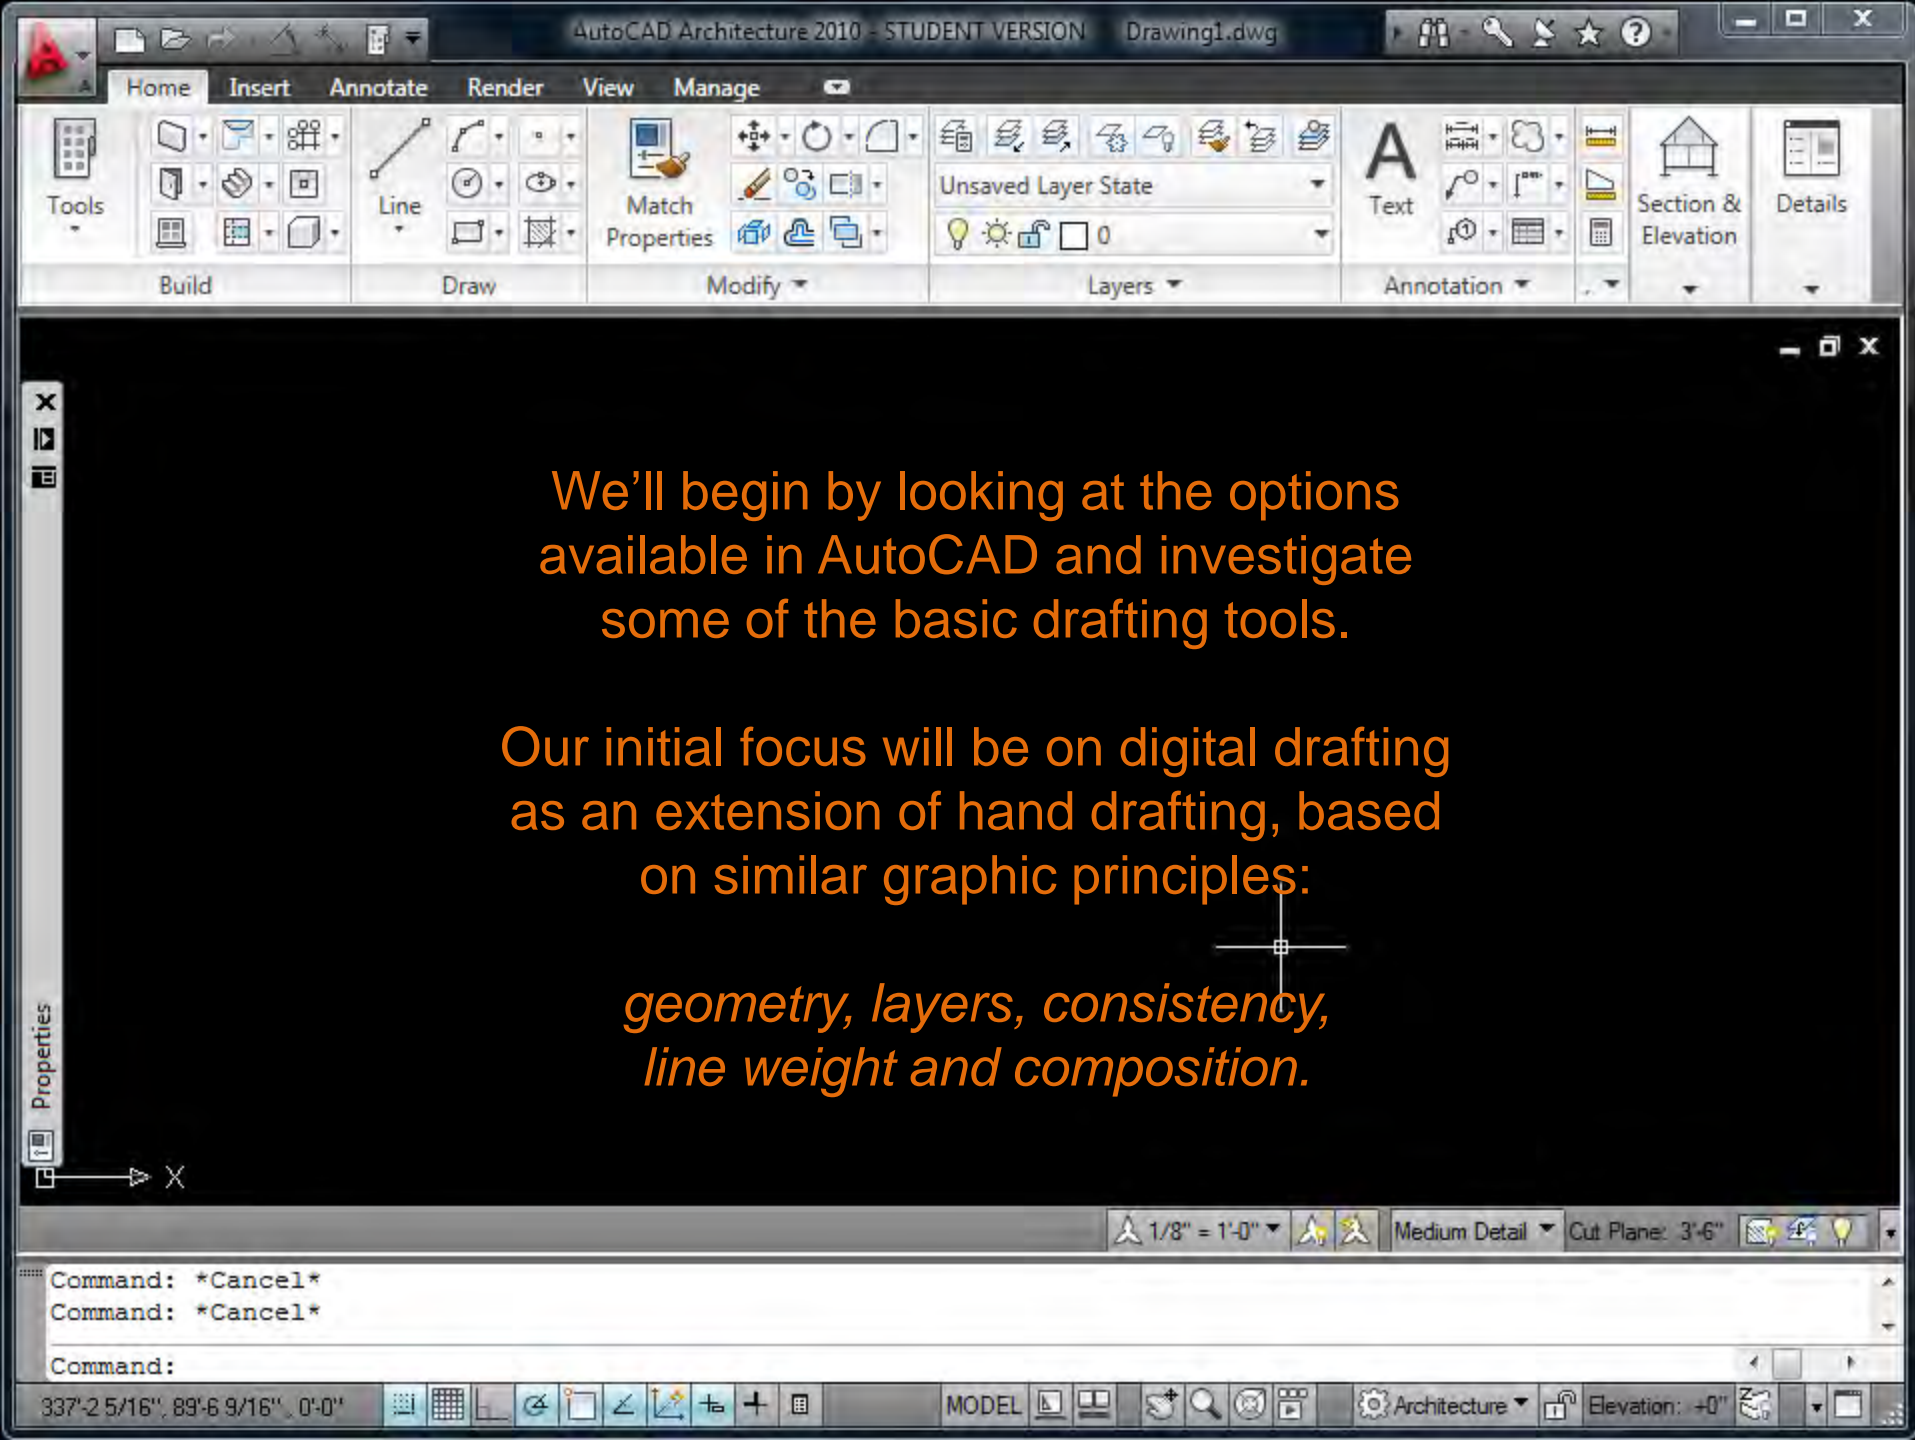 AutoCAD Architecture 2010 - STUDENT VERSION Drawing1.dwg
Home Insert Annotate Render View Manage
Tools
Line
Match
Properties
Unsaved Layer State
0
A
Text
Section &
Elevation
Details
Build Draw Modify Layers Annotation
We’ll begin by looking at the options
available in AutoCAD and investigate
some of the basic drafting tools.
Our initial focus will be on digital drafting
as an extension of hand drafting, based
on similar graphic principles:
geometry, layers, consistency,
line weight and composition.
Properties
X
1/8" = 1'-0" Medium Detail Cut Plane: 3'-6"
Command: *Cancel*
Command: *Cancel*
Command:
337'-2 5/16", 89'-6 9/16" , 0'-0" MODEL Architecture Elevation: +0"